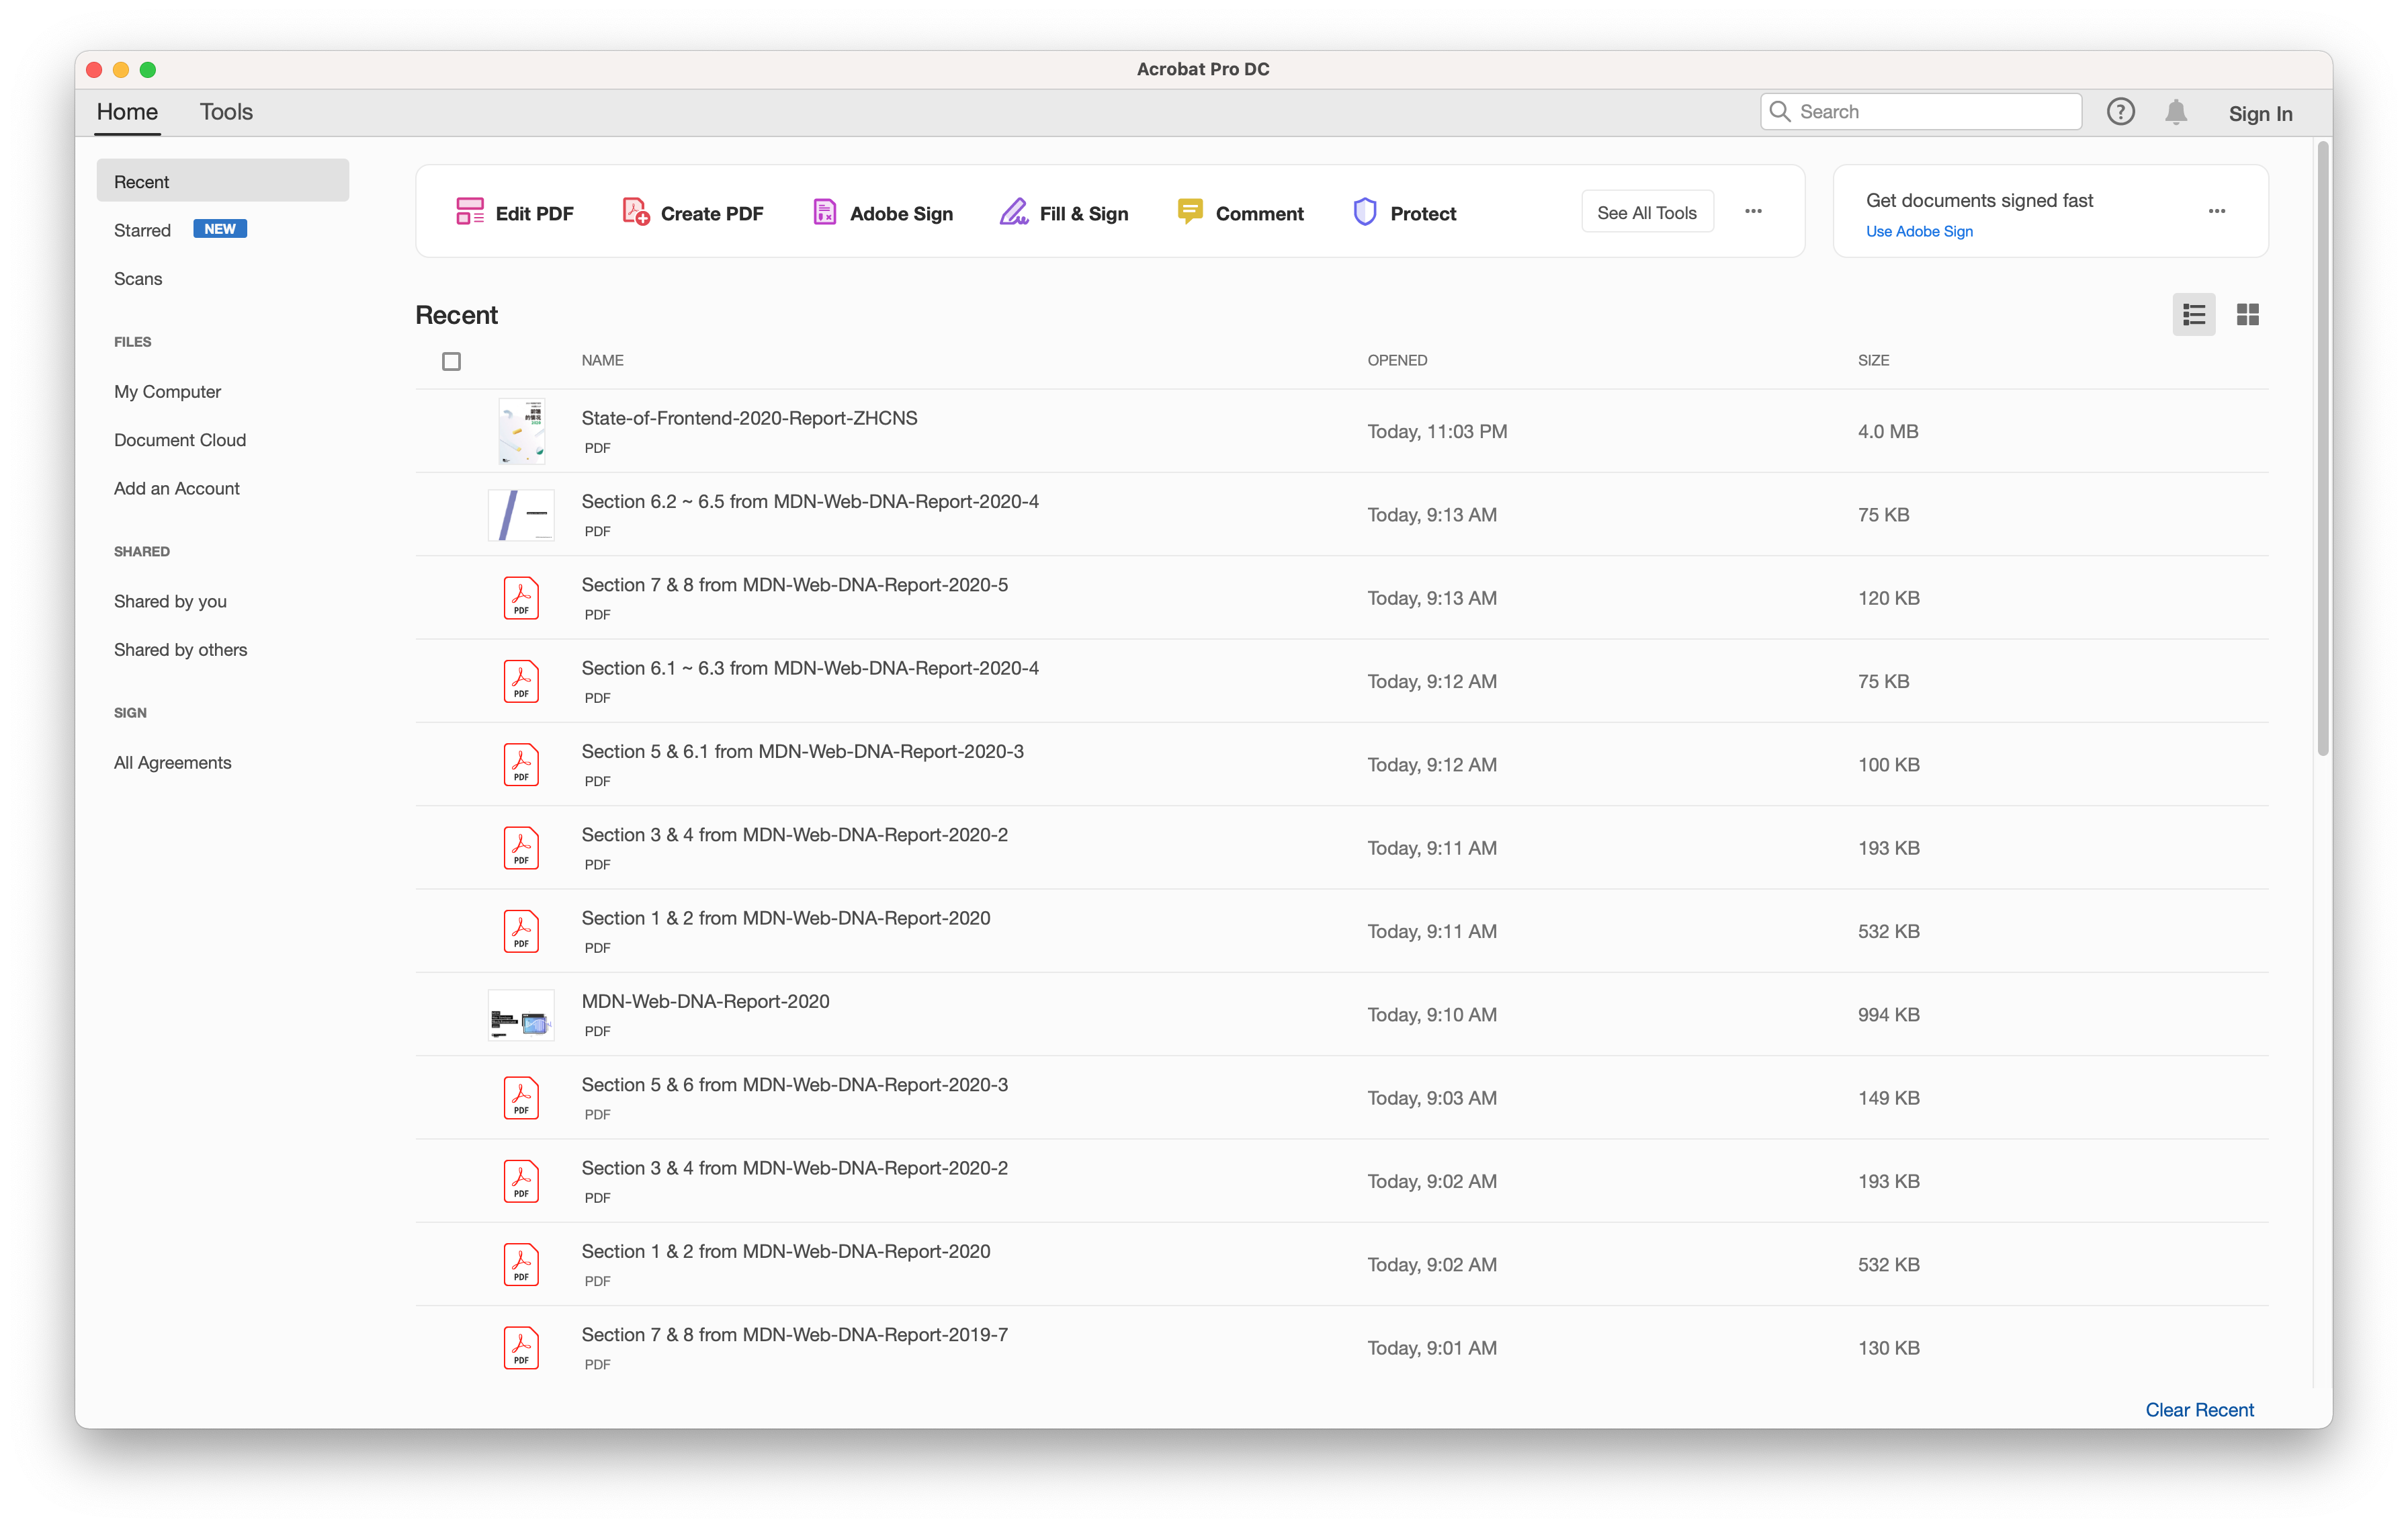 Acrobat Pro DC
Home Tools Search ? Sign In
Recent
Starred NEW
Scans
FILES
My Computer
Document Cloud
Add an Account
SHARED
Shared by you
Shared by others
SIGN
All Agreements
Edit PDF Create PDF Adobe Sign Fill & Sign Comment Protect See All Tools
Get documents signed fast
Use Adobe Sign
Recent
NAME OPENED SIZE
State-of-Frontend-2020-Report-ZHCNS
PDF
Today, 11:03 PM 4.0 MB
Section 6.2 ~ 6.5 from MDN-Web-DNA-Report-2020-4
PDF
Today, 9:13 AM 75 KB
Section 7 & 8 from MDN-Web-DNA-Report-2020-5
PDF
Today, 9:13 AM 120 KB
Section 6.1 ~ 6.3 from MDN-Web-DNA-Report-2020-4
PDF
Today, 9:12 AM 75 KB
Section 5 & 6.1 from MDN-Web-DNA-Report-2020-3
PDF
Today, 9:12 AM 100 KB
Section 3 & 4 from MDN-Web-DNA-Report-2020-2
PDF
Today, 9:11 AM 193 KB
Section 1 & 2 from MDN-Web-DNA-Report-2020
PDF
Today, 9:11 AM 532 KB
MDN-Web-DNA-Report-2020
PDF
Today, 9:10 AM 994 KB
Section 5 & 6 from MDN-Web-DNA-Report-2020-3
PDF
Today, 9:03 AM 149 KB
Section 3 & 4 from MDN-Web-DNA-Report-2020-2
PDF
Today, 9:02 AM 193 KB
Section 1 & 2 from MDN-Web-DNA-Report-2020
PDF
Today, 9:02 AM 532 KB
Section 7 & 8 from MDN-Web-DNA-Report-2019-7
PDF
Today, 9:01 AM 130 KB
Clear Recent